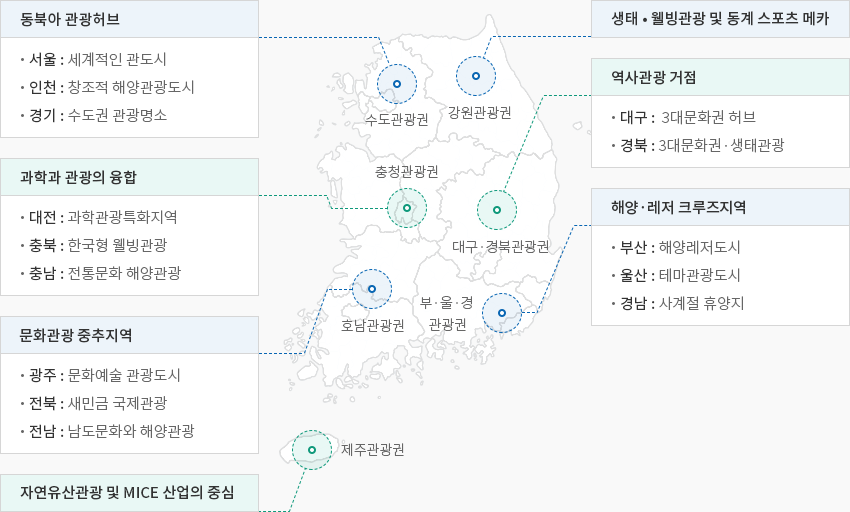 동북아 관광허브
• 서울 : 세계적인 관도시
• 인천 : 창조적 해양관광도시
• 경기 : 수도권 관광명소
과학과 관광의 융합
• 대전 : 과학관광특화지역
• 충북 : 한국형 웰빙관광
• 충남 : 전통문화 해양관광
문화관광 중추지역
• 광주 : 문화예술 관광도시
• 전북 : 새민금 국제관광
• 전남 : 남도문화와 해양관광
자연유산관광 및 MICE 산업의 중심
수도관광권
강원관광권
충청관광권
대구·경북관광권
호남관광권
부·울·경
관광권
제주관광권
생태 • 웰빙관광 및 동계 스포츠 메카
역사관광 거점
• 대구 : 3대문화권 허브
• 경북 : 3대문화권·생태관광
해양·레저 크루즈지역
• 부산 : 해양레저도시
• 울산 : 테마관광도시
• 경남 : 사계절 휴양지